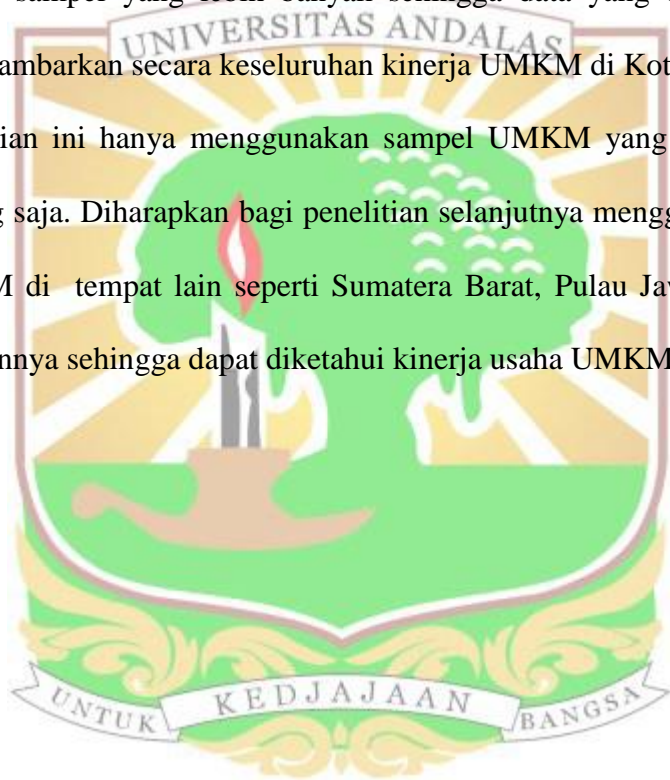 sampel yang lebih banyak sehingga data yang
UNIVERSITAS ANDALAS
ambarkan secara keseluruhan kinerja UMKM di Kot
ian ini hanya menggunakan sampel UMKM yang
g saja. Diharapkan bagi penelitian selanjutnya mengg
M di tempat lain seperti Sumatera Barat, Pulau Jav
nnya sehingga dapat diketahui kinerja usaha UMKM
UNTUK KEDJAJAAN BANGSA